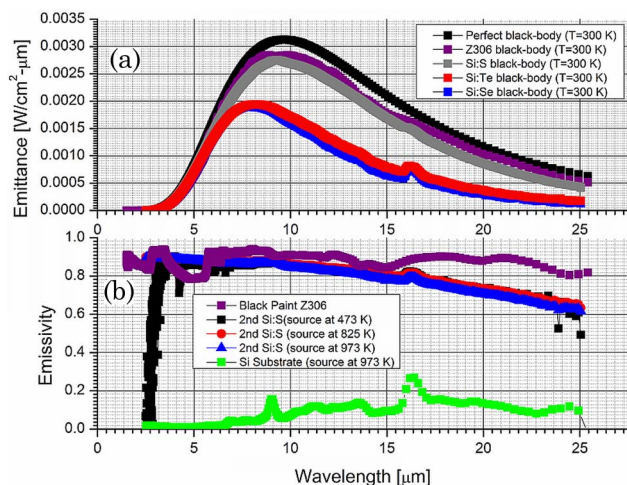 (a)
Emittance [W/cm²-µm]
0.0035
0.0030
0.0025
0.0020
0.0015
0.0010
0.0005
0.0000
Perfect black-body (T=300 K)
Z306 black-body (T=300 K)
Si:S black-body (T=300 K)
Si:Te black-body (T=300 K)
Si:Se black-body (T=300 K)
0 5 10 15 20 25
(b)
Emissivity
1.0
0.8
0.6
0.4
0.2
0.0
Black Paint Z306
2nd Si:S(source at 473 K)
2nd Si:S (source at 825 K)
2nd Si:S (source at 973 K)
Si Substrate (source at 973 K)
0 5 10 15 20 25
Wavelength [µm]